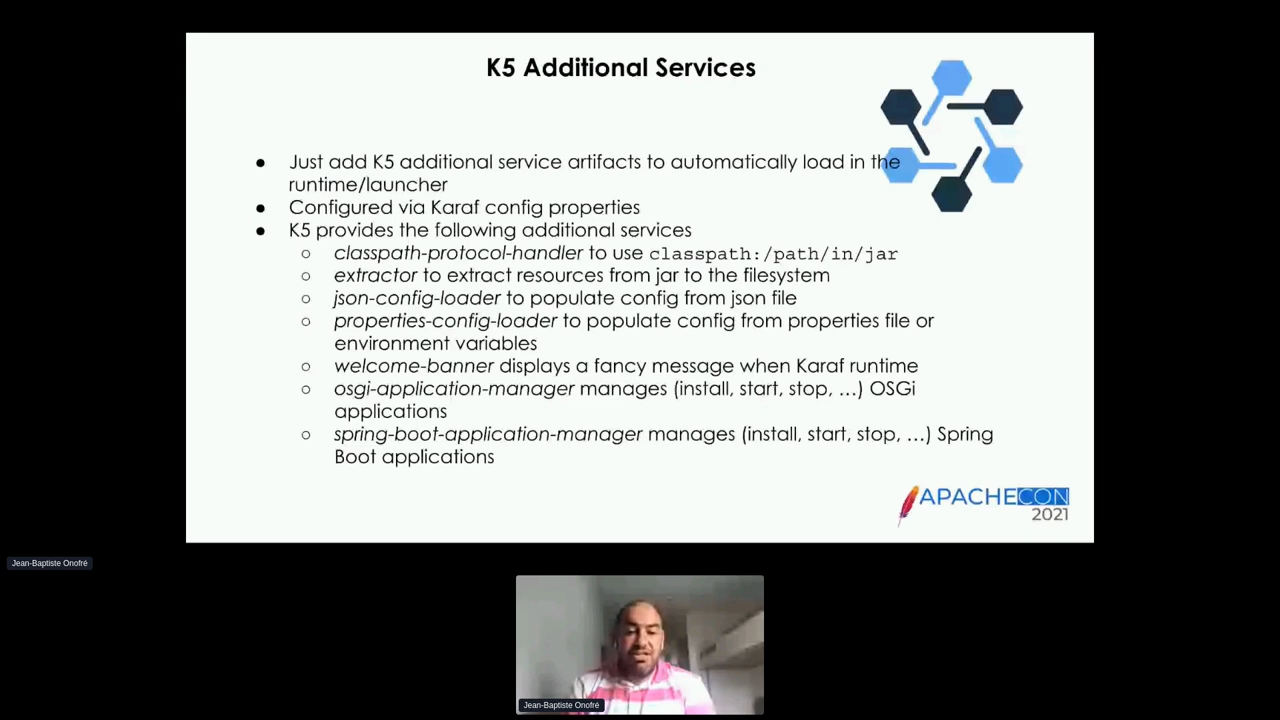 K5 Additional Services
● Just add K5 additional service artifacts to automatically load in the
runtime/launcher
● Configured via Karaf config properties
● K5 provides the following additional services
○ classpath-protocol-handler to use classpath:/path/in/jar
○ extractor to extract resources from jar to the filesystem
○ json-config-loader to populate config from json file
○ properties-config-loader to populate config from properties file or
environment variables
○ welcome-banner displays a fancy message when Karaf runtime
○ osgi-application-manager manages (install, start, stop, …) OSGi
applications
○ spring-boot-application-manager manages (install, start, stop, …) Spring
Boot applications
APACHECON
2021
Jean-Baptiste Onofré
Jean-Baptiste Onofré